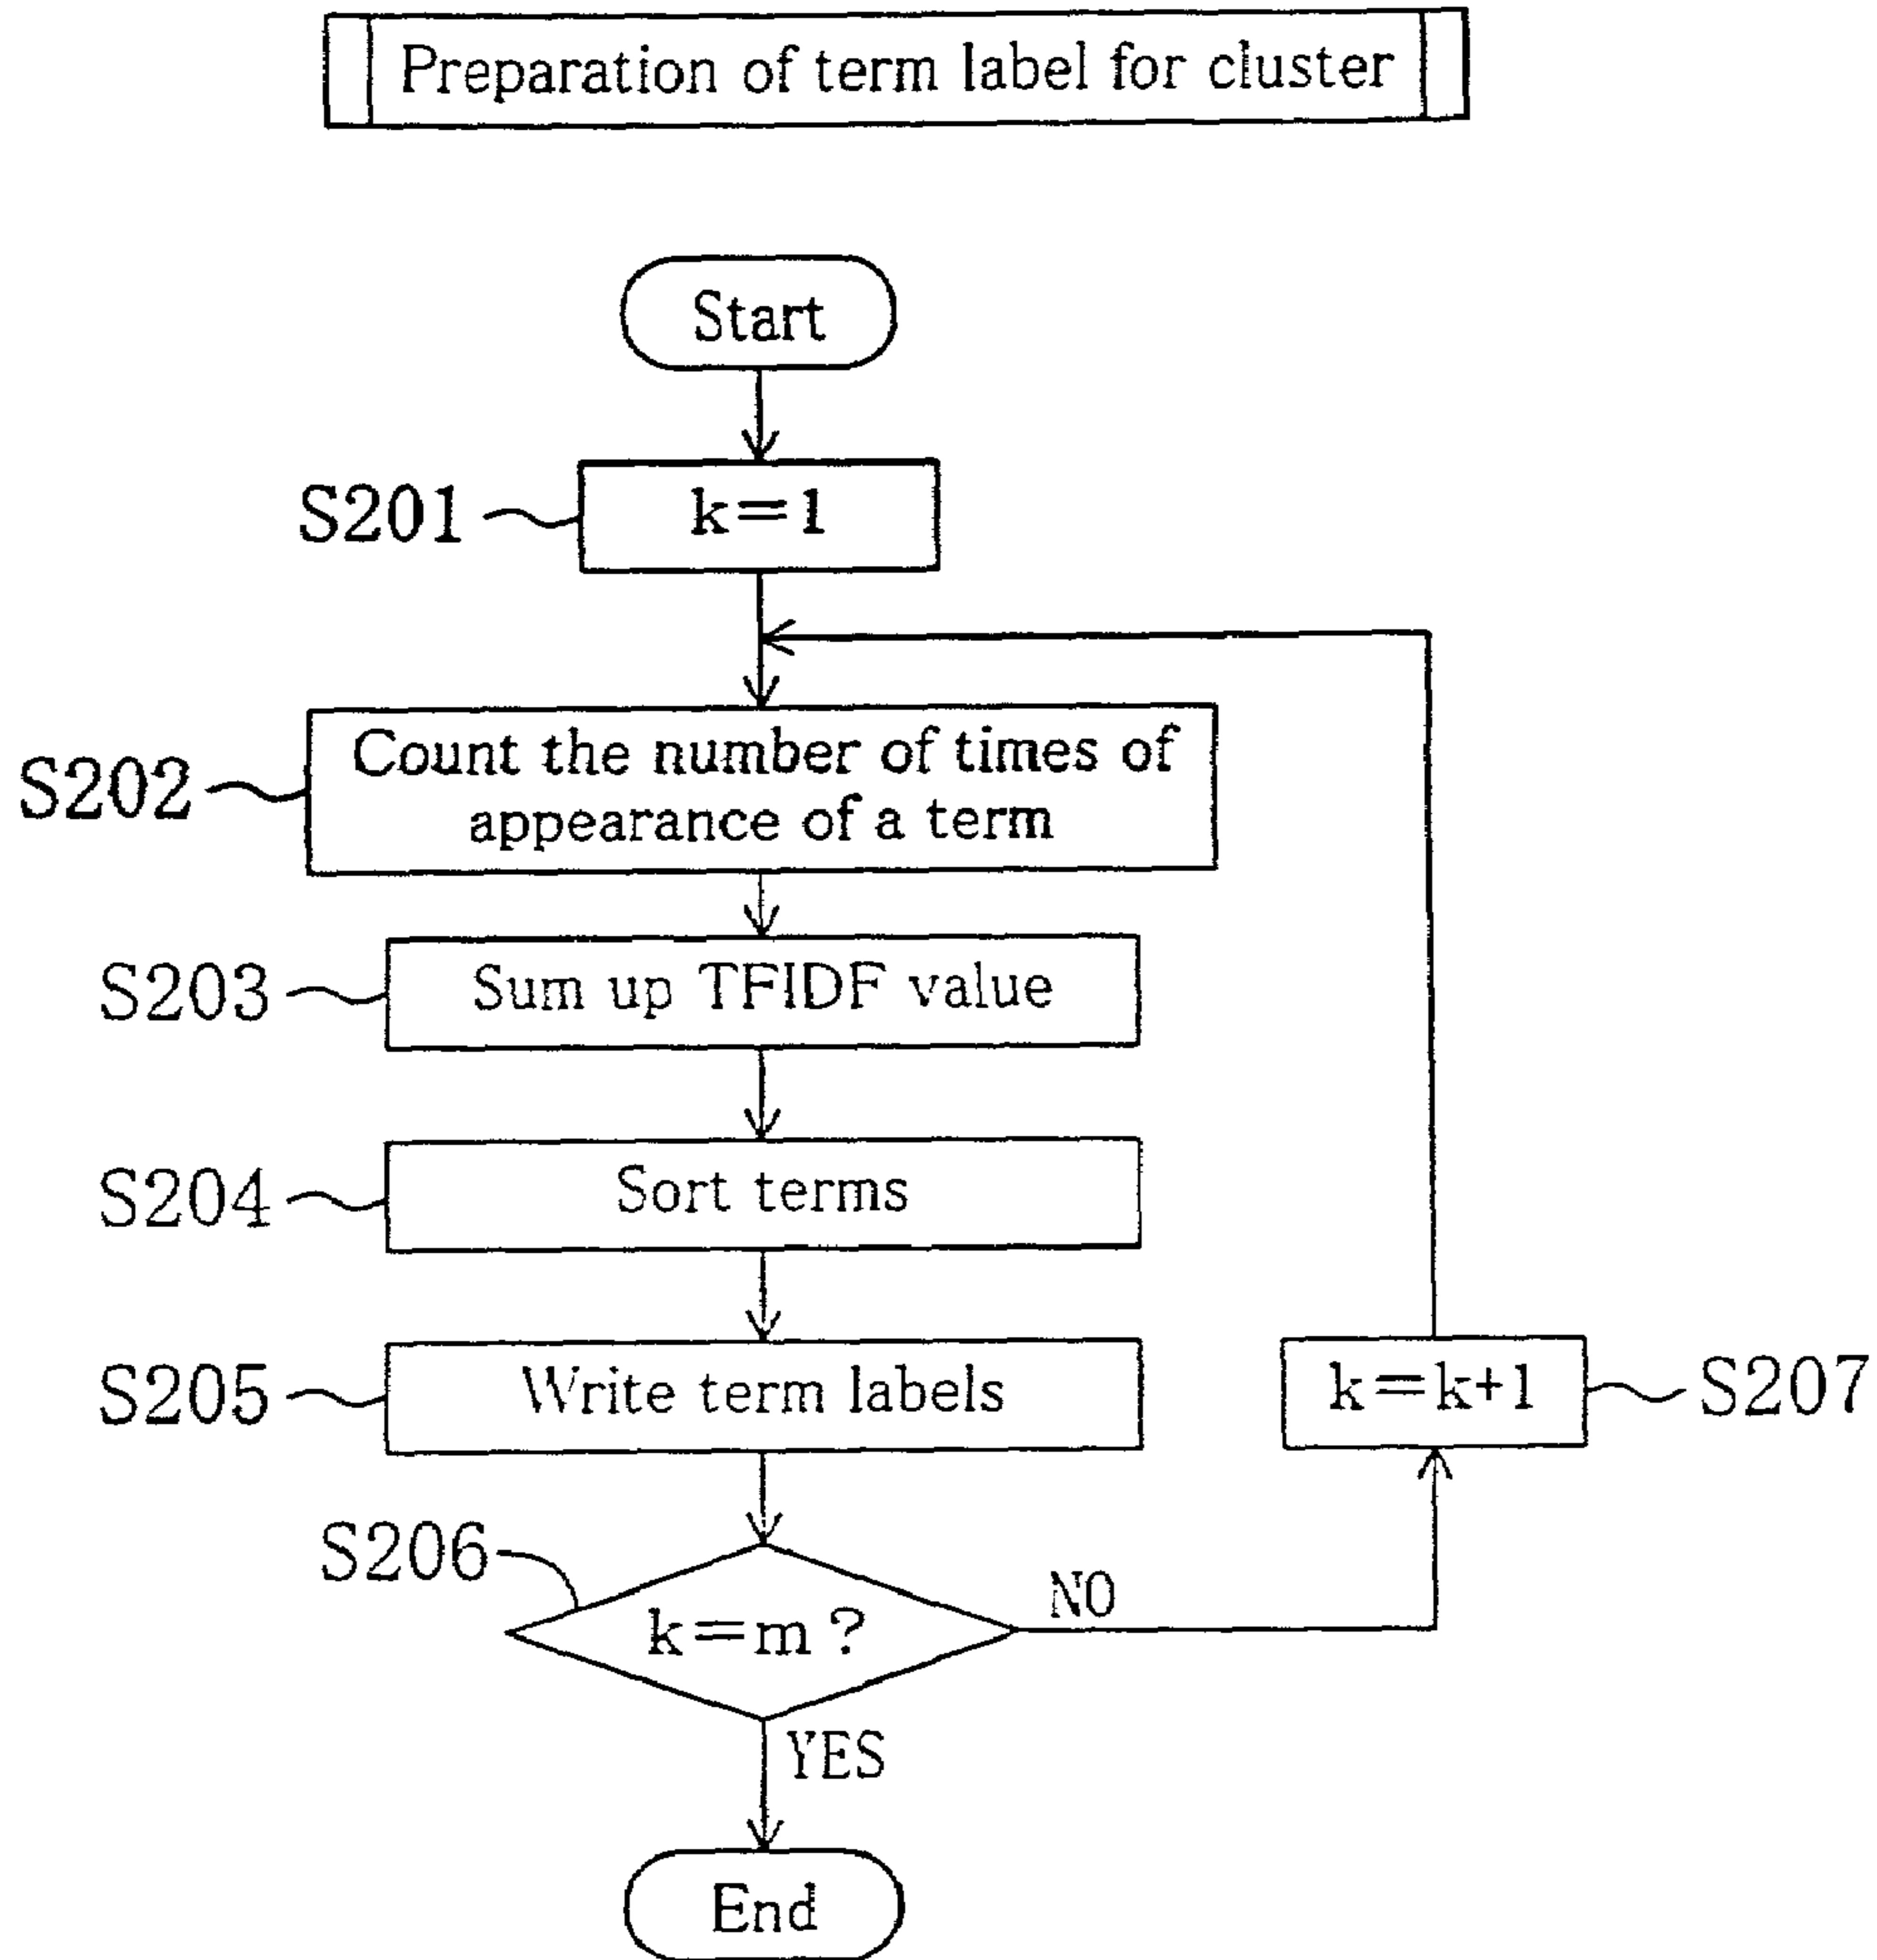 Preparation of term label for cluster
Start
S201
k=1
S202
Count the number of times of
appearance of a term
S203
Sum up TFIDF value
S204
Sort terms
S205
Write term labels
k=k+1
S207
S206
k=m?
NO
YES
End